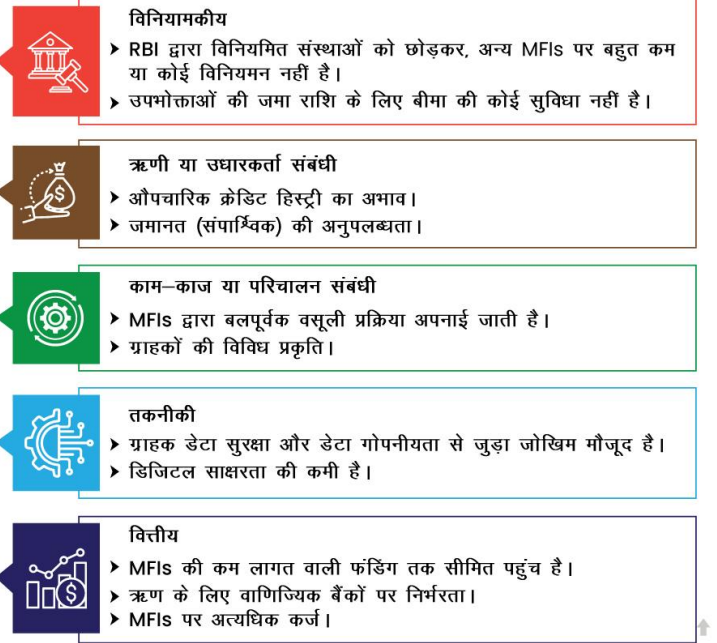 विनियामकीय
➤ RBI द्वारा विनियमित संस्थाओं को छोड़कर, अन्य MFIs पर बहुत कम
या कोई विनियमन नहीं है।
➤ उपभोक्ताओं की जमा राशि के लिए बीमा की कोई सुविधा नहीं है।
ऋणी या उधारकर्ता संबंधी
➤ औपचारिक क्रेडिट हिस्ट्री का अभाव।
➤ जमानत (संपार्श्विक) की अनुपलब्धता।
काम–काज या परिचालन संबंधी
➤ MFIs द्वारा बलपूर्वक वसूली प्रक्रिया अपनाई जाती है।
➤ ग्राहकों की विविध प्रकृति।
तकनीकी
➤ ग्राहक डेटा सुरक्षा और डेटा गोपनीयता से जुड़ा जोखिम मौजूद है।
➤ डिजिटल साक्षरता की कमी है।
वित्तीय
➤ MFIs की कम लागत वाली फंडिंग तक सीमित पहुंच है।
➤ ऋण के लिए वाणिज्यिक बैंकों पर निर्भरता।
➤ MFIs पर अत्यधिक कर्ज।